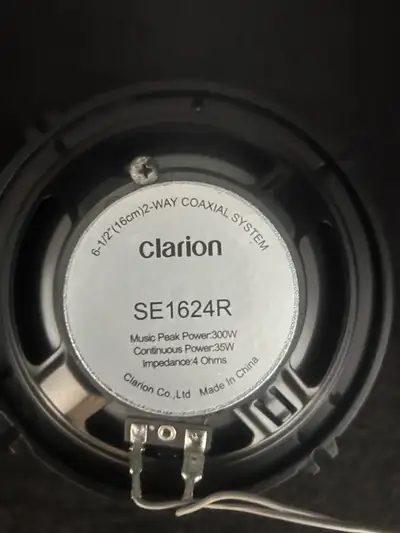 6-1/2"(16cm)2-WAY COAXIAL SYSTEM
clarion
SE1624R
Music Peak Power:300W
Continuous Power:35W
Impedance:4 Ohms
Clarion Co.,Ltd Made In China